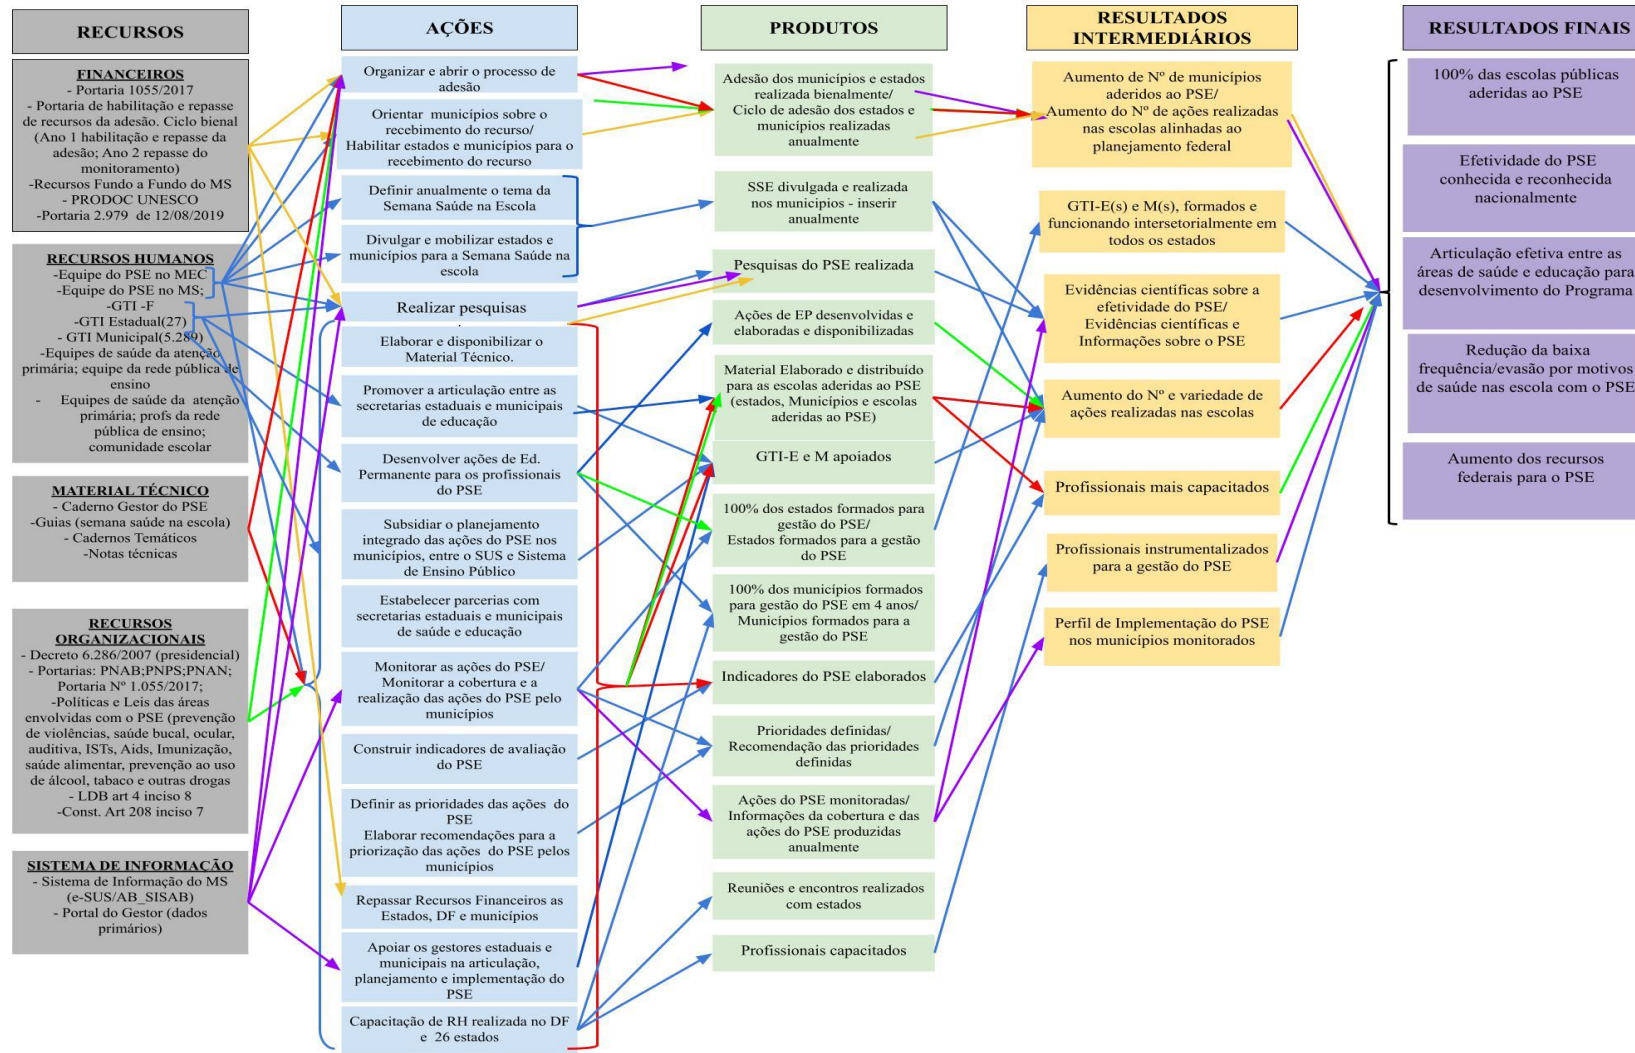 RECURSOS
FINANCEIROS
- Portaria 1055/2017
- Portaria de habilitação e repasse
de recursos da adesão. Ciclo bienal
(Ano 1 habilitação e repasse da
adesão; Ano 2 repasse do
monitoramento)
-Recursos Fundo a Fundo do MS
- PRODOC UNESCO
-Portaria 2.979 de 12/08/2019
RECURSOS HUMANOS
-Equipe do PSE no MEC
-Equipe do PSE no MS;
-GTI -F
-GTI Estadual(27)
- GTI Municipal(5.289)
-Equipes de saúde da atenção
primária; equipe da rede pública de
ensino
- Equipes de saúde da atenção
primária; profs da rede
pública de ensino;
comunidade escolar
MATERIAL TÉCNICO
- Caderno Gestor do PSE
-Guias (semana saúde na escola)
- Cadernos Temáticos
-Notas técnicas
RECURSOS
ORGANIZACIONAIS
- Decreto 6.286/2007 (presidencial)
- Portarias: PNAB;PNPS;PNAN;
Portaria Nº 1.055/2017;
-Políticas e Leis das áreas
envolvidas com o PSE (prevenção
de violências, saúde bucal, ocular,
auditiva, ISTs, Aids, Imunização,
saúde alimentar, prevenção ao uso
de álcool, tabaco e outras drogas
- LDB art 4 inciso 8
-Const. Art 208 inciso 7
SISTEMA DE INFORMAÇÃO
- Sistema de Informação do MS
(e-SUS/AB_SISAB)
- Portal do Gestor (dados
primários)
AÇÕES
Organizar e abrir o processo de
adesão
Orientar municípios sobre o
recebimento do recurso/
Habilitar estados e municípios para o
recebimento do recurso
Definir anualmente o tema da
Semana Saúde na Escola
Divulgar e mobilizar estados e
municípios para a Semana Saúde na
escola
Realizar pesquisas
Elaborar e disponibilizar o
Material Técnico.
Promover a articulação entre as
secretarias estaduais e municipais
de educação
Desenvolver ações de Ed.
Permanente para os profissionais
do PSE
Subsidiar o planejamento
integrado das ações do PSE nos
municípios, entre o SUS e Sistema
de Ensino Público
Estabelecer parcerias com
secretarias estaduais e municipais
de saúde e educação
Monitorar as ações do PSE/
Monitorar a cobertura e a
realização das ações do PSE pelo
municípios
Construir indicadores de avaliação
do PSE
Definir as prioridades das ações do
PSE
Elaborar recomendações para a
priorização das ações do PSE pelos
municípios
Repassar Recursos Financeiros as
Estados, DF e municípios
Apoiar os gestores estaduais e
municipais na articulação,
planejamento e implementação do
PSE
Capacitação de RH realizada no DF
e 26 estados
PRODUTOS
Adesão dos municípios e estados
realizada bienalmente/
Ciclo de adesão dos estados e
municípios realizadas
anualmente
SSE divulgada e realizada
nos municipios - inserir
anualmente
Pesquisas do PSE realizada
Ações de EP desenvolvidas e
elaboradas e disponibilizadas
Material Elaborado e distribuído
para as escolas aderidas ao PSE
(estados, Municípios e escolas
aderidas ao PSE)
GTI-E e M apoiados
100% dos estados formados para
gestão do PSE/
Estados formados para a gestão
do PSE
100% dos municípios formados
para gestão do PSE em 4 anos/
Municípios formados para a
gestão do PSE
Indicadores do PSE elaborados
Prioridades definidas/
Recomendação das prioridades
definidas
Ações do PSE monitoradas/
Informações da cobertura e das
ações do PSE produzidas
anualmente
Reuniões e encontros realizados
com estados
Profissionais capacitados
RESULTADOS
INTERMEDIÁRIOS
Aumento de Nº de municípios
aderidos ao PSE/
Aumento do Nº de ações realizadas
nas escolas alinhadas ao
planejamento federal
GTI-E(s) e M(s), formados e
funcionando intersetorialmente em
todos os estados
Evidências científicas sobre a
efetividade do PSE/
Evidências científicas e
Informações sobre o PSE
Aumento do Nº e variedade de
ações realizadas nas escolas
Profissionais mais capacitados
Profissionais instrumentalizados
para a gestão do PSE
Perfil de Implementação do PSE
nos municípios monitorados
RESULTADOS FINAIS
100% das escolas públicas
aderidas ao PSE
Efetividade do PSE
conhecida e reconhecida
nacionalmente
Articulação efetiva entre as
áreas de saúde e educação para
desenvolvimento do Programa
Redução da baixa
frequência/evasão por motivos
de saúde nas escola com o PSE
Aumento dos recursos
federais para o PSE